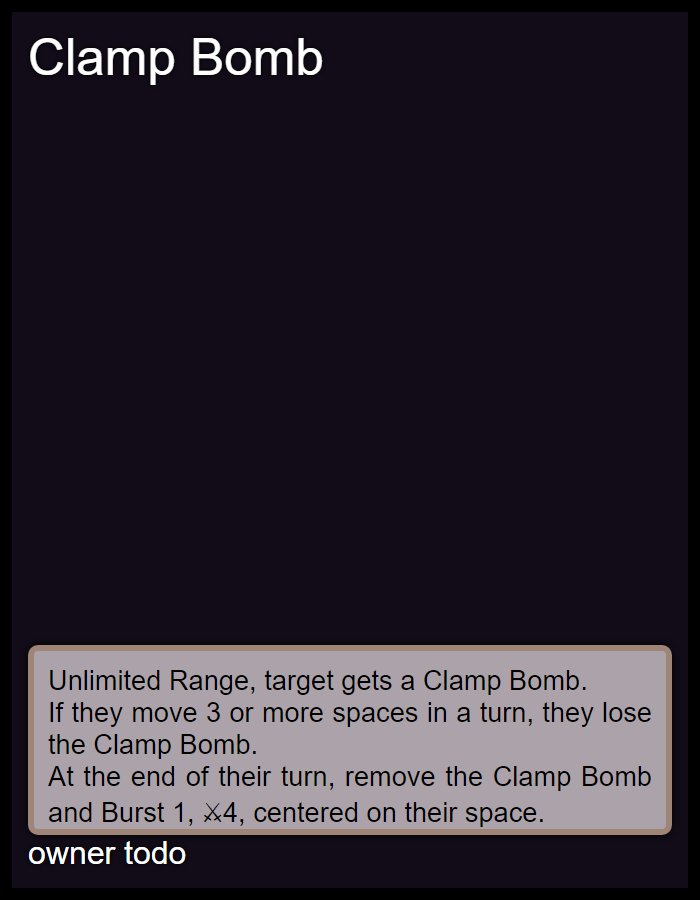 Clamp Bomb
Unlimited Range, target gets a Clamp Bomb.
If they move 3 or more spaces in a turn, they lose
the Clamp Bomb.
At the end of their turn, remove the Clamp Bomb
and Burst 1, ⚔4, centered on their space.
owner todo